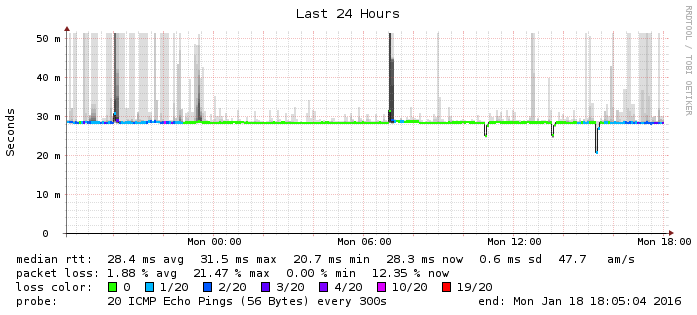 Last 24 Hours
RRDTOOL / TOBI OETIKER
Seconds
50 m
40 m
30 m
20 m
10 m
0
Mon 00:00 Mon 06:00 Mon 12:00 Mon 18:00
median rtt: 28.4 ms avg 31.5 ms max 20.7 ms min 28.3 ms now 0.6 ms sd 47.7 am/s
packet loss: 1.88 % avg 21.47 % max 0.00 % min 12.35 % now
loss color: 0 1/20 2/20 3/20 4/20 10/20 19/20
probe: 20 ICMP Echo Pings (56 Bytes) every 300s end: Mon Jan 18 18:05:04 2016